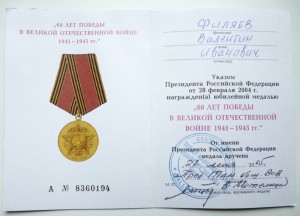 "60 ЛЕТ ПОБЕДЫ
В ВЕЛИКОЙ ОТЕЧЕСТВЕННОЙ ВОЙНЕ
1941–1945 гг."
А № 8360194
Филяев
Валентин
Иванович
Указом
Президента Российской Федерации
от 28 февраля 2004 г.
награжден(а) юбилейной медалью
"60 ЛЕТ ПОБЕДЫ
В ВЕЛИКОЙ ОТЕЧЕСТВЕННОЙ
ВОЙНЕ 1941–1945 гг."
От имени
Президента Российской Федерации
медаль вручена